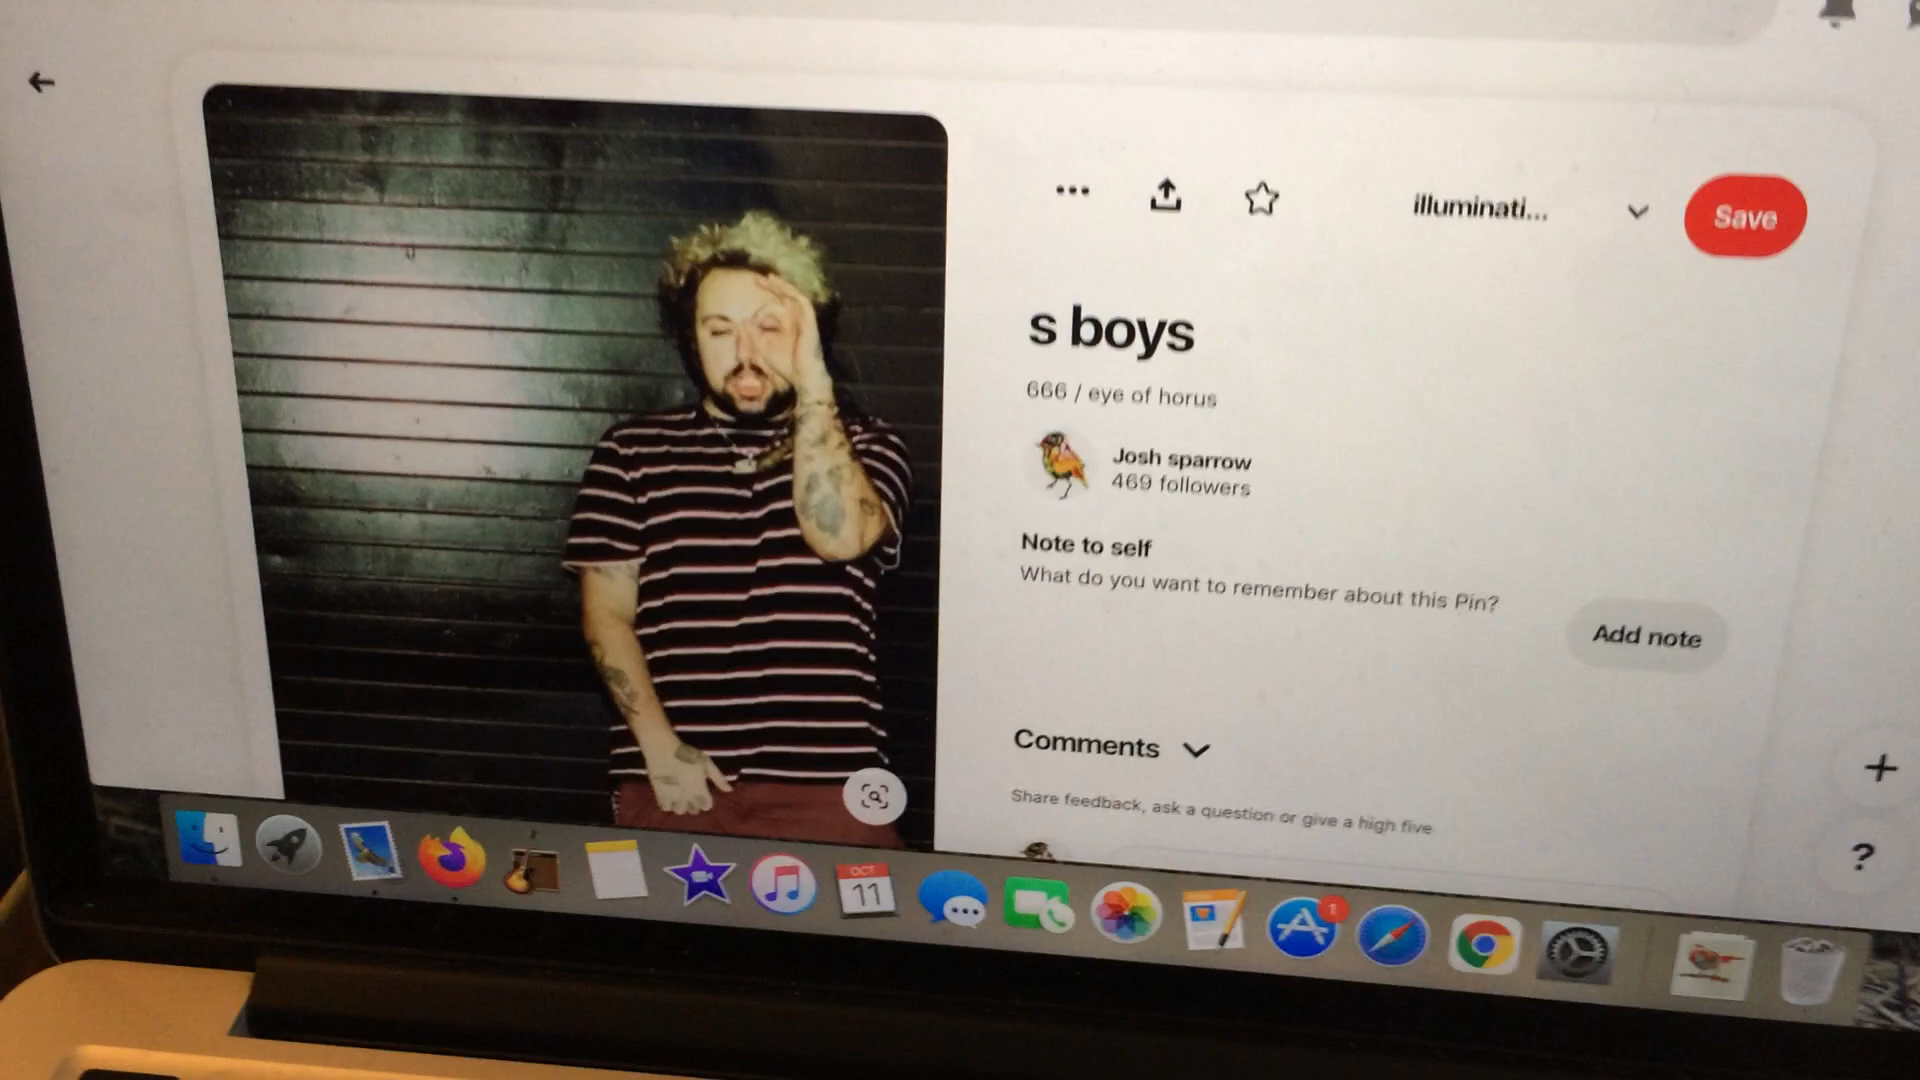 illuminati...
Save
s boys
666 / eye of horus
Josh sparrow
469 followers
Note to self
What do you want to remember about this Pin?
Add note
Comments
Share feedback, ask a question or give a high five
?
OCT
11
1